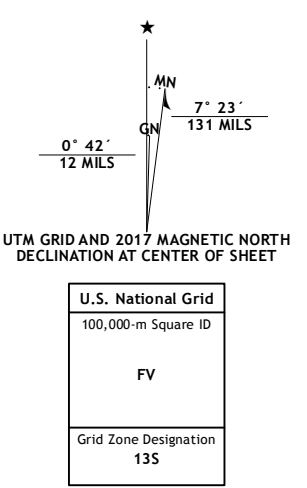 ★
MN
GN
7° 23´
131 MILS
0° 42´
12 MILS
UTM GRID AND 2017 MAGNETIC NORTH
DECLINATION AT CENTER OF SHEET
U.S. National Grid
100,000-m Square ID
FV
Grid Zone Designation
13S